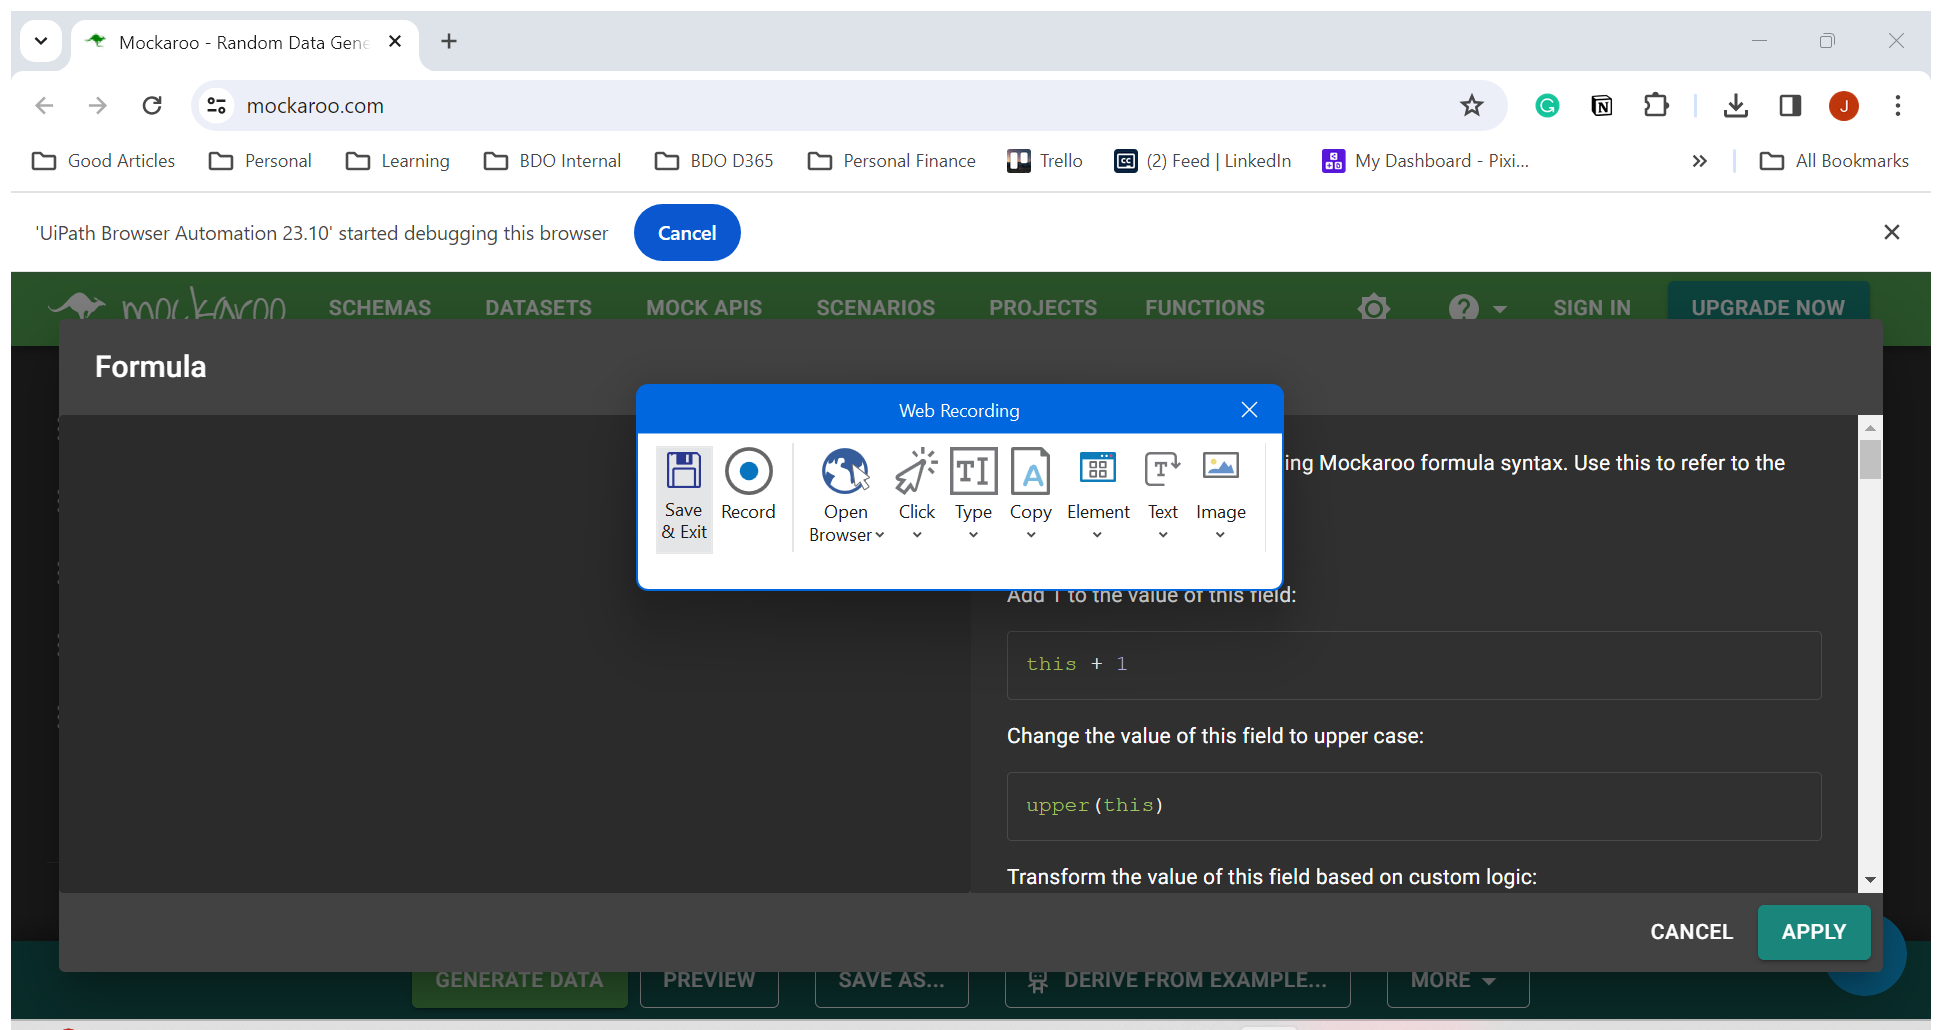 Mockaroo - Random Data Gene
mockaroo.com
J
Good Articles Personal Learning BDO Internal BDO D365 Personal Finance Trello (2) Feed | LinkedIn My Dashboard - Pixi... » All Bookmarks
'UiPath Browser Automation 23.10' started debugging this browser Cancel
mockaroo SCHEMAS DATASETS MOCK APIS SCENARIOS PROJECTS FUNCTIONS ? SIGN IN UPGRADE NOW
Formula
Web Recording
Save & Exit
Record
Open Browser
Click
Type
Copy
Element
Text
Image
ing Mockaroo formula syntax. Use this to refer to the
Add 1 to the value of this field:
this + 1
Change the value of this field to upper case:
upper(this)
Transform the value of this field based on custom logic:
CANCEL APPLY
GENERATE DATA PREVIEW SAVE AS... DERIVE FROM EXAMPLE... MORE